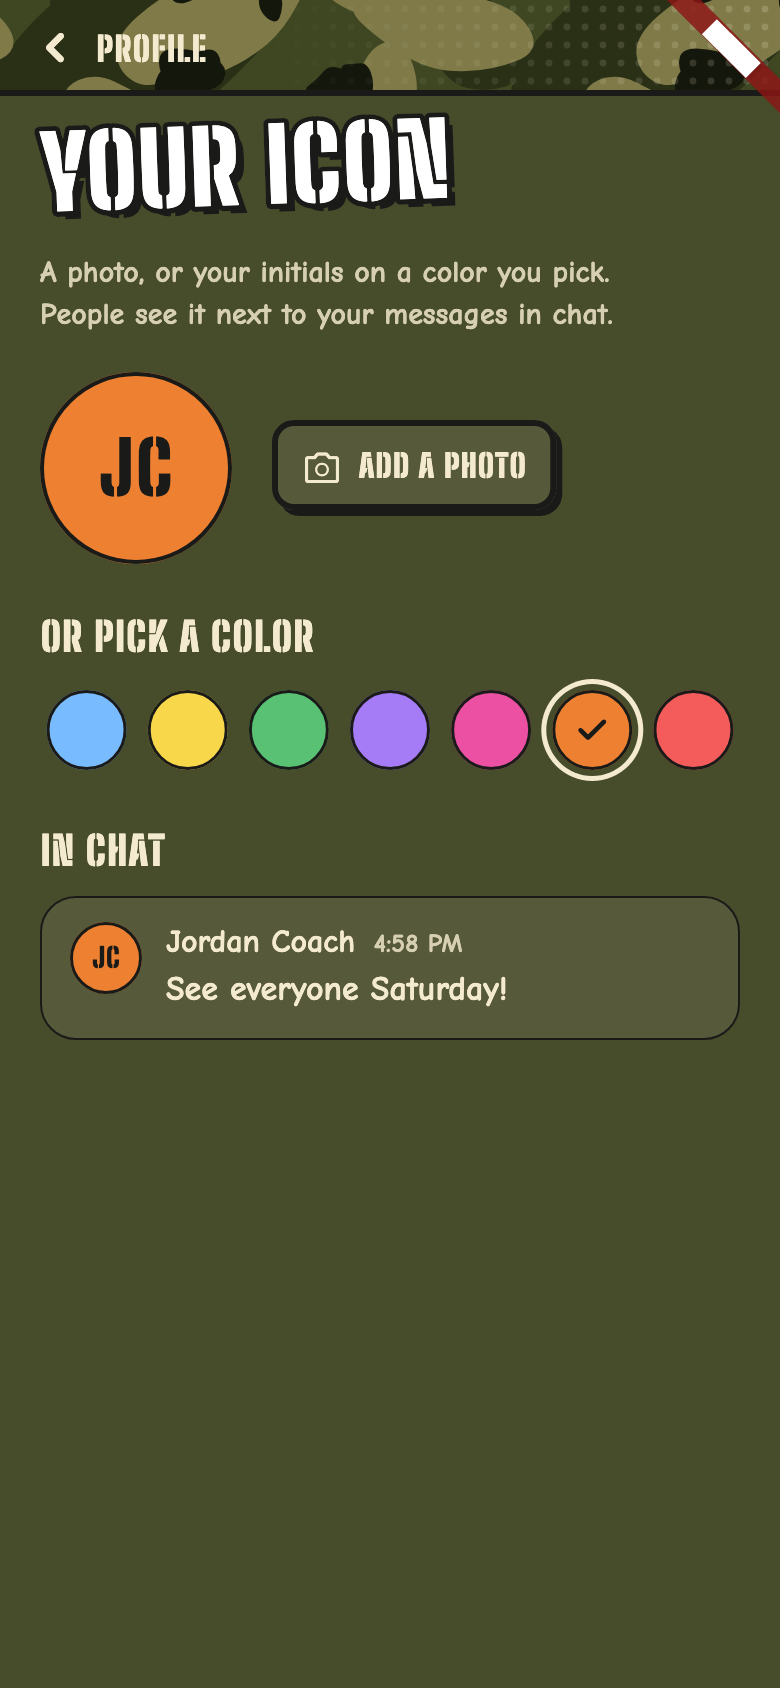 PROFILE
YOUR ICON
A photo, or your initials on a color you pick.
People see it next to your messages in chat.
JC
ADD A PHOTO
OR PICK A COLOR
IN CHAT
JC
Jordan Coach 4:58 PM
See everyone Saturday!